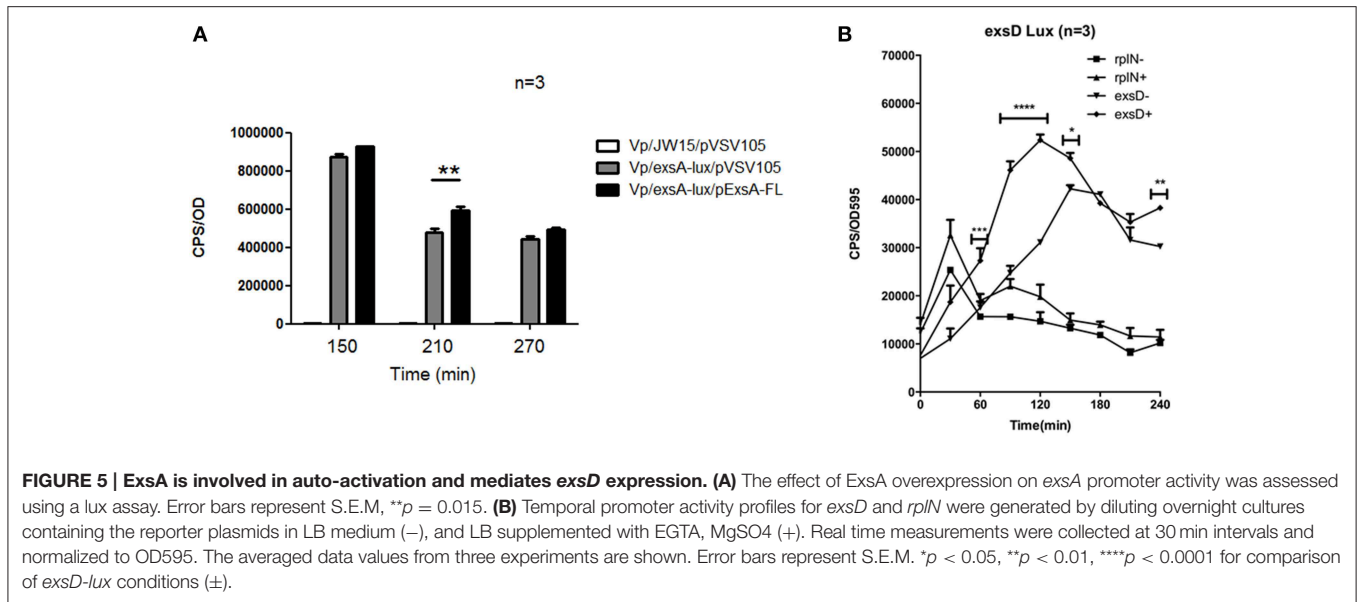 A
n=3
1000000
800000
600000
400000
200000
0
CPS/OD
**
150 210 270
Time (min)
Vp/JW15/pVSV105
Vp/exsA-lux/pVSV105
Vp/exsA-lux/pExsA-FL
B
exsD Lux (n=3)
70000
60000
50000
40000
30000
20000
10000
0
CPS/OD595
rplN-
rplN+
exsD-
exsD+
***
****
*
**
0 60 120 180 240
Time(min)
FIGURE 5 | ExsA is involved in auto-activation and mediates exsD expression. (A) The effect of ExsA overexpression on exsA promoter activity was assessed
using a lux assay. Error bars represent S.E.M, **p = 0.015. (B) Temporal promoter activity profiles for exsD and rplN were generated by diluting overnight cultures
containing the reporter plasmids in LB medium (−), and LB supplemented with EGTA, MgSO4 (+). Real time measurements were collected at 30 min intervals and
normalized to OD595. The averaged data values from three experiments are shown. Error bars represent S.E.M. *p < 0.05, **p < 0.01, ****p < 0.0001 for comparison
of exsD-lux conditions (±).